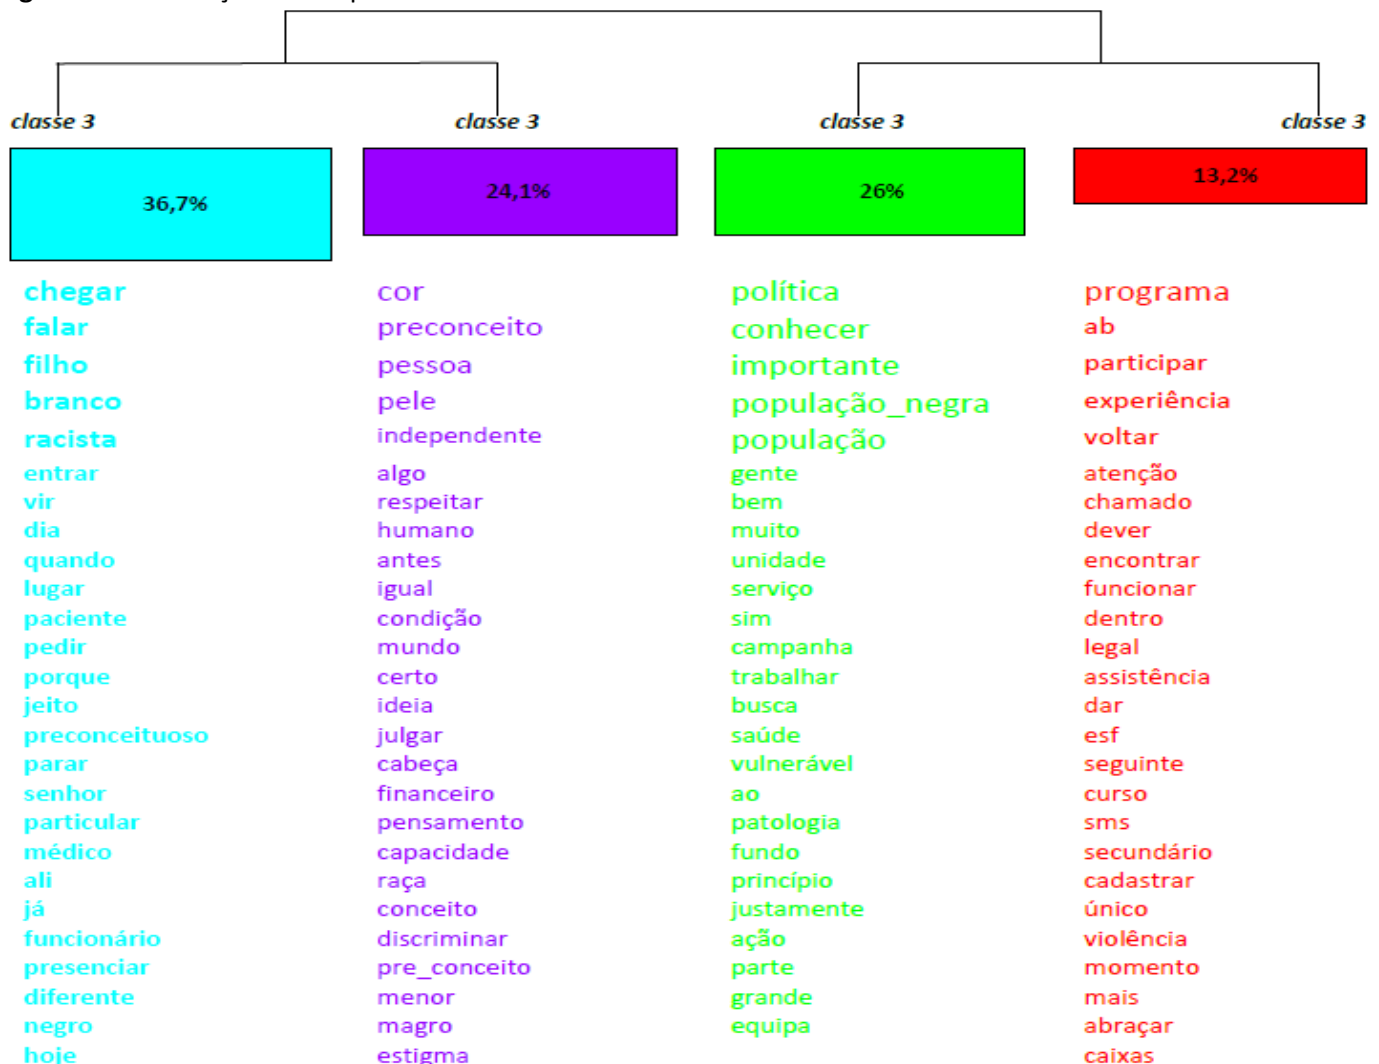 classe 3 classe 3 classe 3 classe 3
36,7% 24,1% 26% 13,2%
chegar cor política programa
falar preconceito conhecer ab
filho pessoa importante participar
branco pele população_negra experiência
racista independente população voltar
entrar algo gente atenção
vir respeitar bem chamado
dia humano muito dever
quando antes unidade encontrar
lugar igual serviço funcionar
paciente condição sim dentro
pedir mundo campanha legal
porque certo trabalhar assistência
jeito ideia busca dar
preconceituoso julgar saúde esf
parar cabeça vulnerável seguinte
senhor financeiro ao curso
particular pensamento patologia sms
médico capacidade fundo secundário
ali raça princípio cadastrar
já conceito justamente único
funcionário discriminar ação violência
presenciar pre_conceito parte momento
diferente menor grande mais
negro magro equipa abraçar
hoje estigma caixas